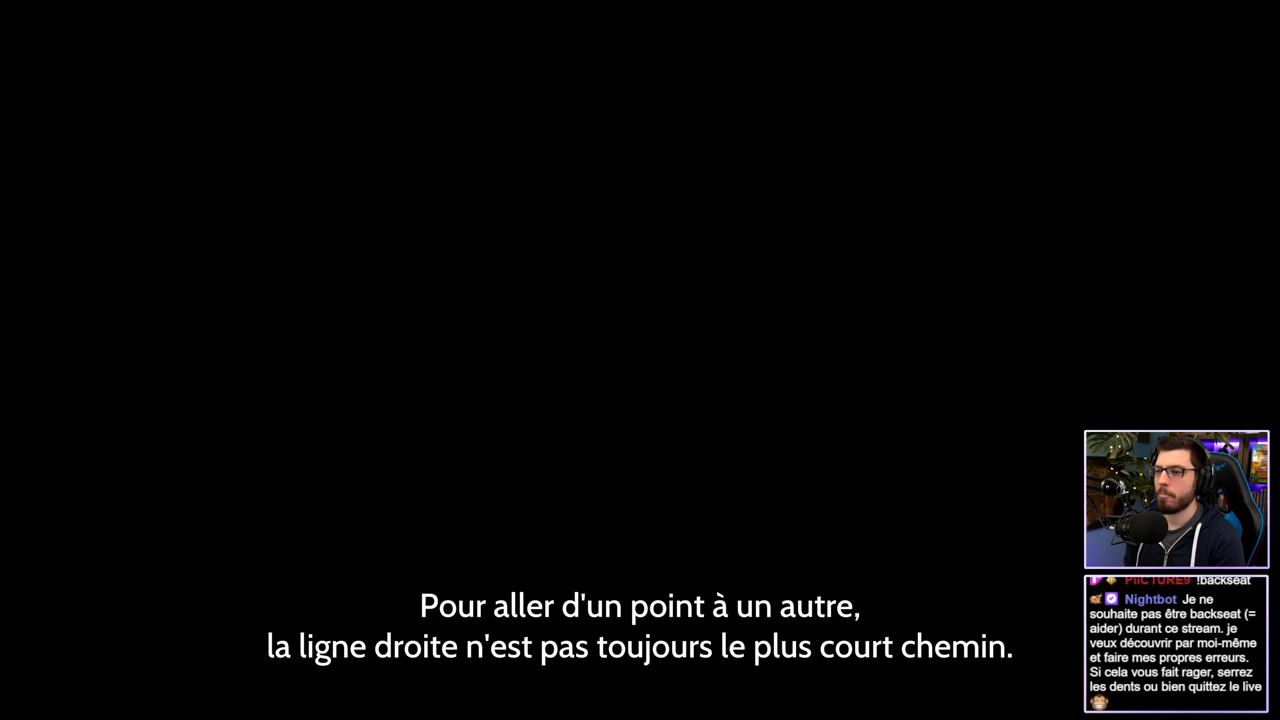 Pour aller d'un point à un autre,
la ligne droite n'est pas toujours le plus court chemin.
PIICTURE9 !backseat
Nightbot Je ne
souhaite pas être backseat (=
aider) durant ce stream. je
veux découvrir par moi-même
et faire mes propres erreurs.
Si cela vous fait rager, serrez
les dents ou bien quittez le live